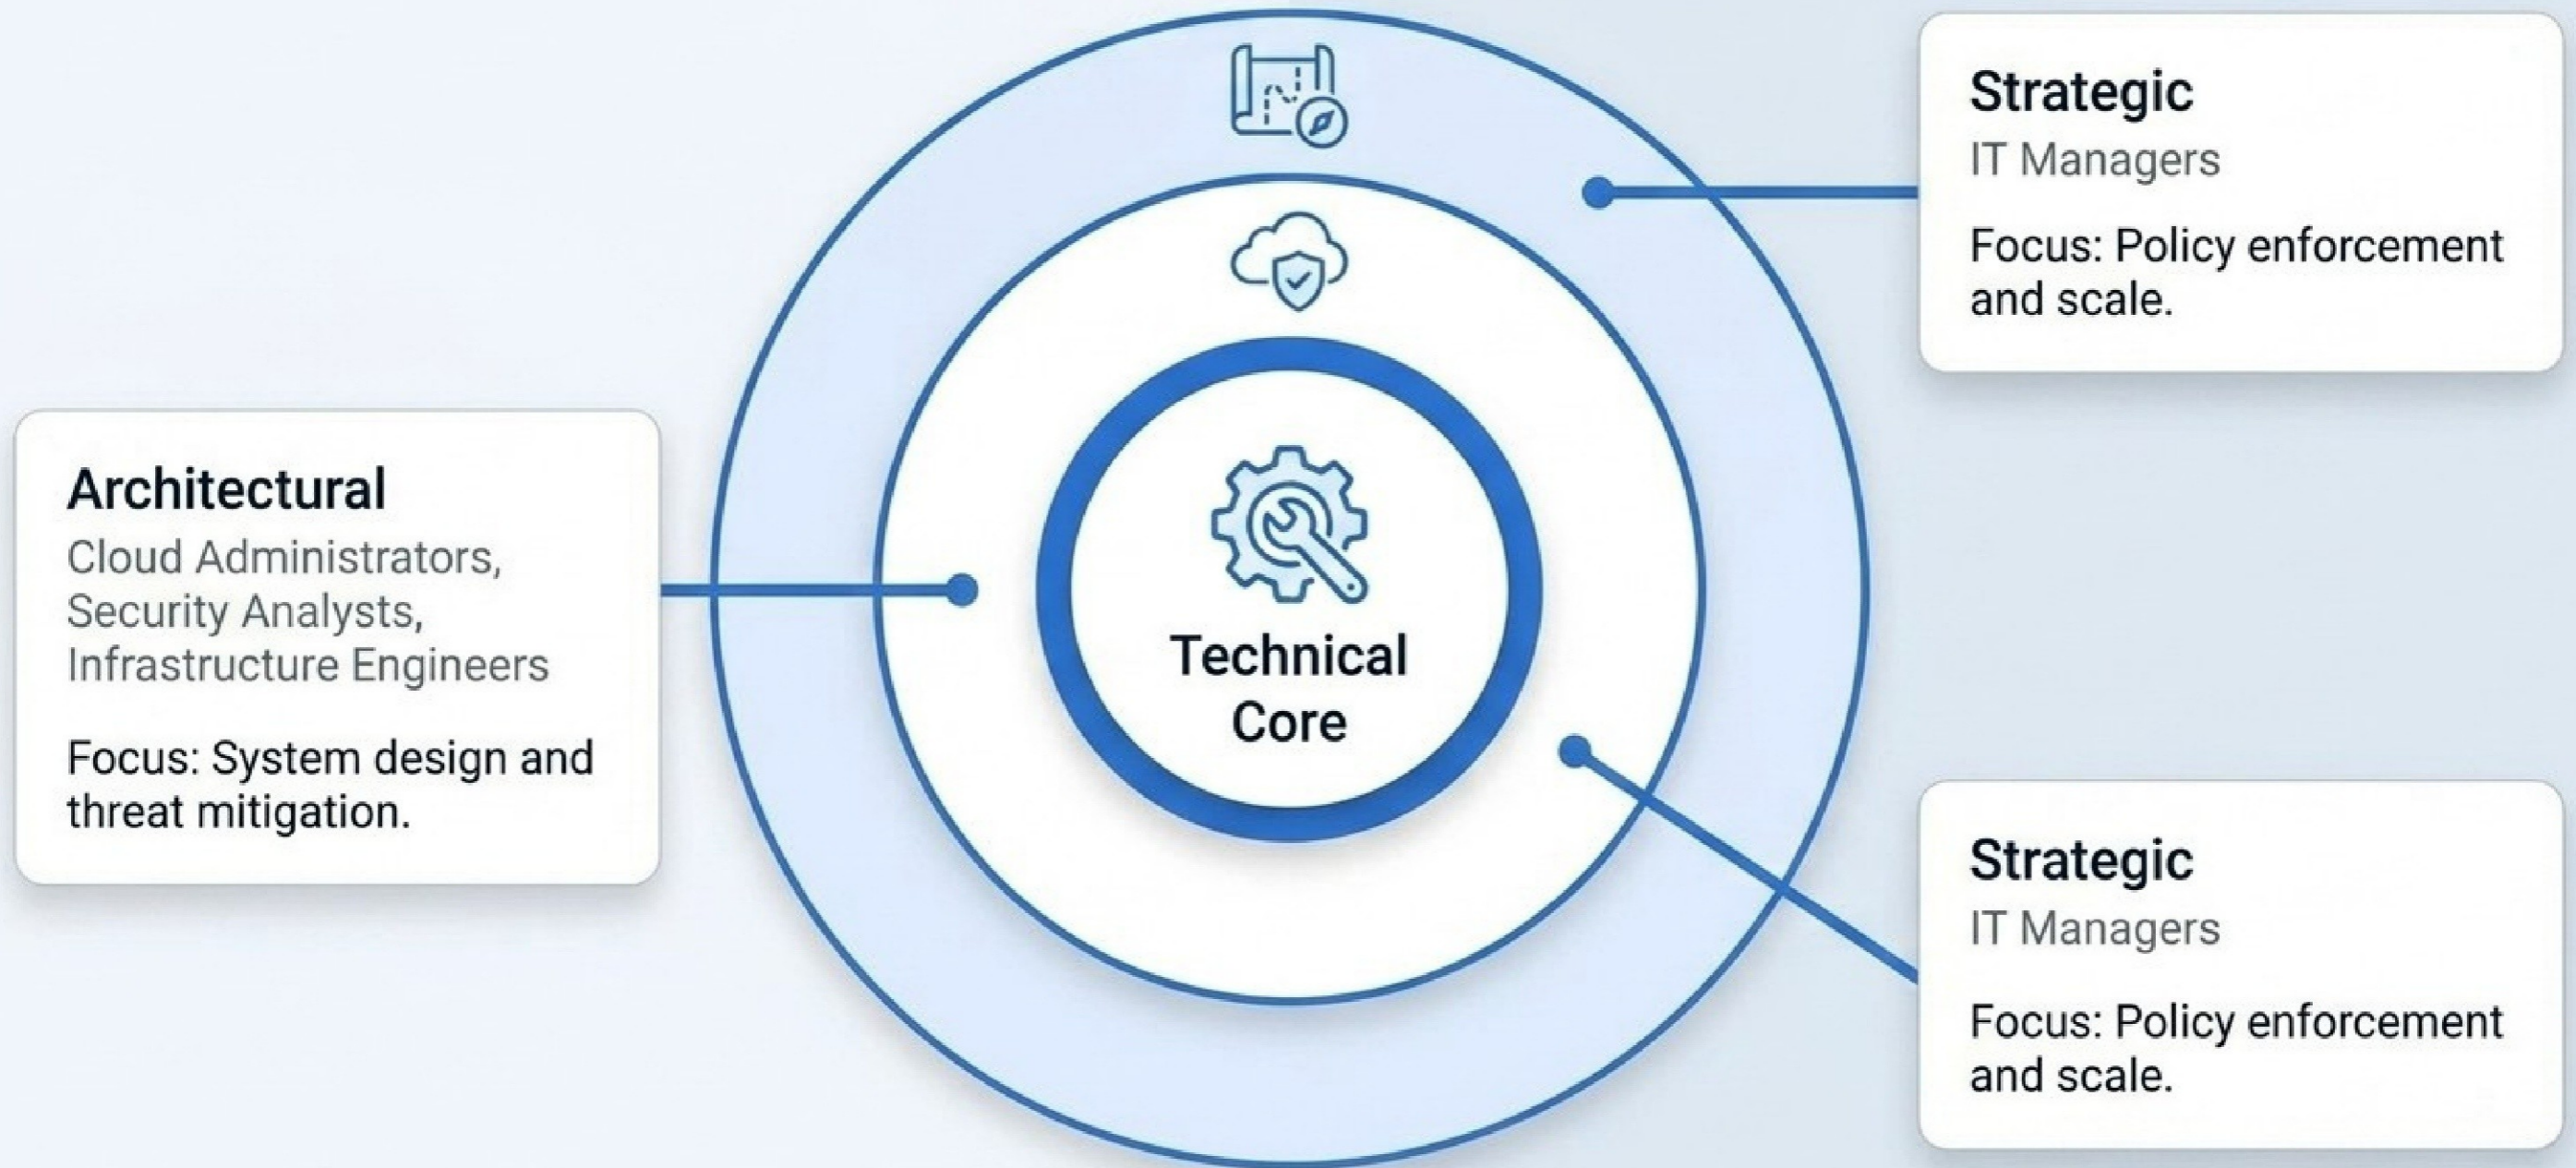 Strategic
IT Managers
Focus: Policy enforcement
and scale.
Architectural
Cloud Administrators,
Security Analysts,
Infrastructure Engineers
Focus: System design and
threat mitigation.
Technical
Core
Strategic
IT Managers
Focus: Policy enforcement
and scale.